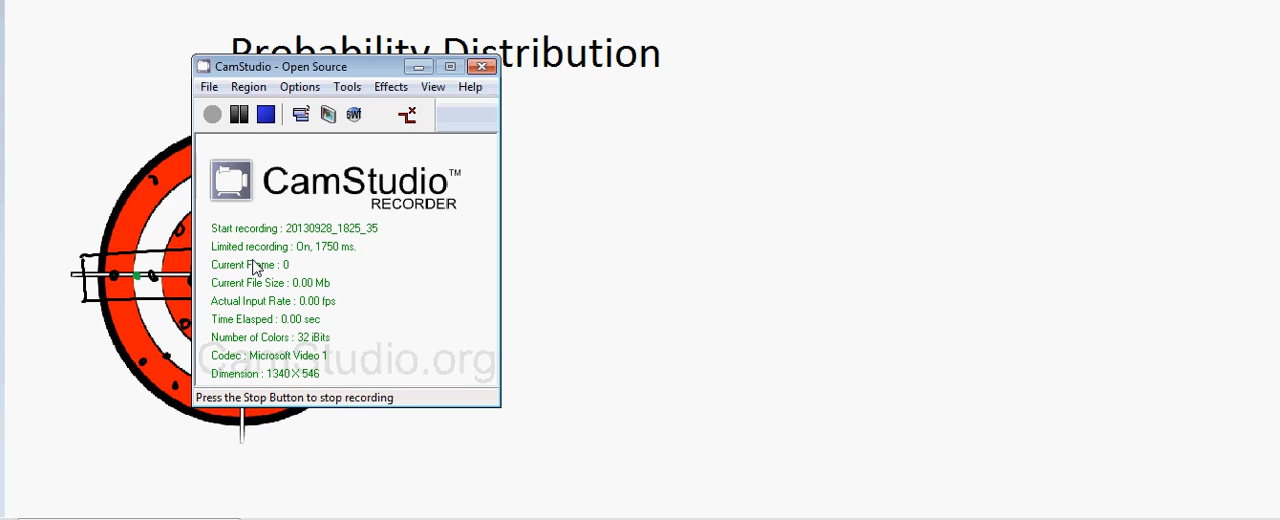 Probability Distribution
CamStudio - Open Source
File Region Options Tools Effects View Help
SWF
CamStudio™
RECORDER
Start recording : 20130928_1825_35
Limited recording : On, 1750 ms.
Current Frame : 0
Current File Size : 0.00 Mb
Actual Input Rate : 0.00 fps
Time Elasped : 0.00 sec
Number of Colors : 32 iBits
Codec : Microsoft Video 1
CamStudio.org
Dimension : 1340 X 546
Press the Stop Button to stop recording